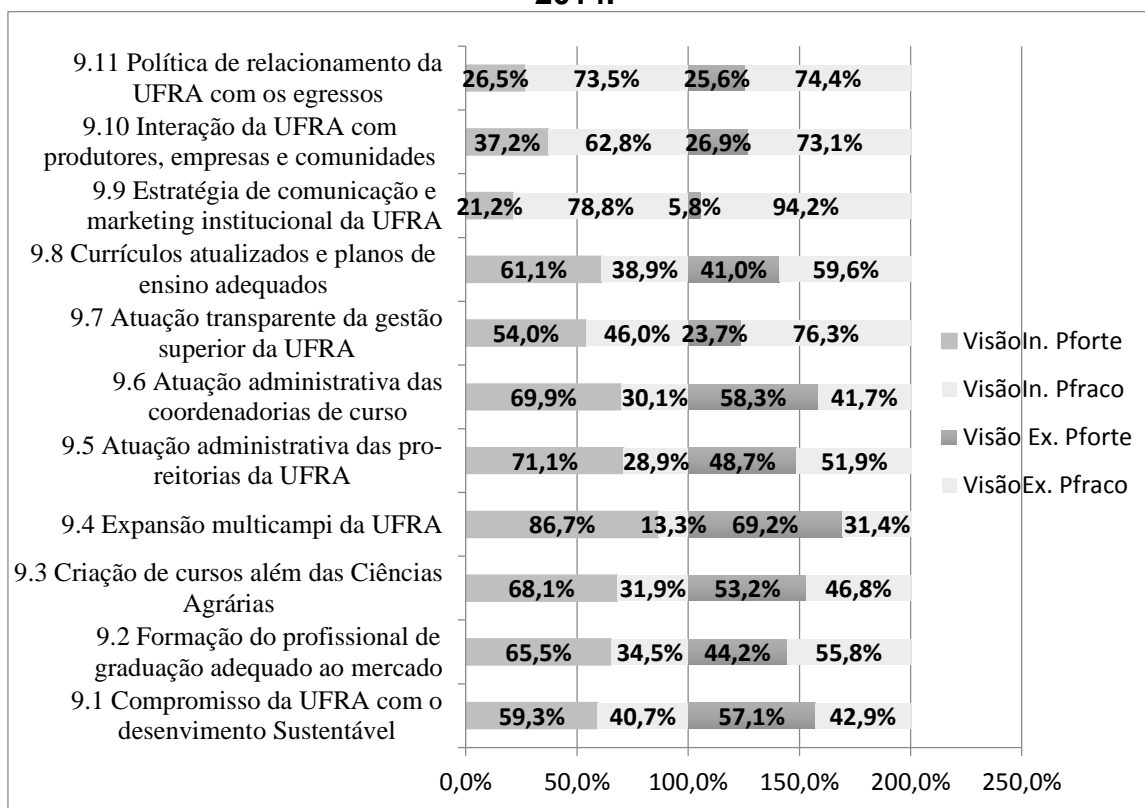 9.11 Política de relacionamento da
UFRA com os egressos
26,5% 73,5% 25,6% 74,4%
9.10 Interação da UFRA com
produtores, empresas e comunidades
37,2% 62,8% 26,9% 73,1%
9.9 Estratégia de comunicação e
marketing institucional da UFRA
21,2% 78,8% 5,8% 94,2%
9.8 Currículos atualizados e planos de
ensino adequados
61,1% 38,9% 41,0% 59,6%
9.7 Atuação transparente da gestão
superior da UFRA
54,0% 46,0% 23,7% 76,3%
9.6 Atuação administrativa das
coordenadorias de curso
69,9% 30,1% 58,3% 41,7%
9.5 Atuação administrativa das pro-
reitorias da UFRA
71,1% 28,9% 48,7% 51,9%
9.4 Expansão multicampi da UFRA
86,7% 13,3% 69,2% 31,4%
9.3 Criação de cursos além das Ciências
Agrárias
68,1% 31,9% 53,2% 46,8%
9.2 Formação do profissional de
graduação adequado ao mercado
65,5% 34,5% 44,2% 55,8%
9.1 Compromisso da UFRA com o
desenvimento Sustentável
59,3% 40,7% 57,1% 42,9%
0,0% 50,0% 100,0% 150,0% 200,0% 250,0%
VisãoIn. Pforte
VisãoIn. Pfraco
Visão Ex. Pforte
VisãoEx. Pfraco